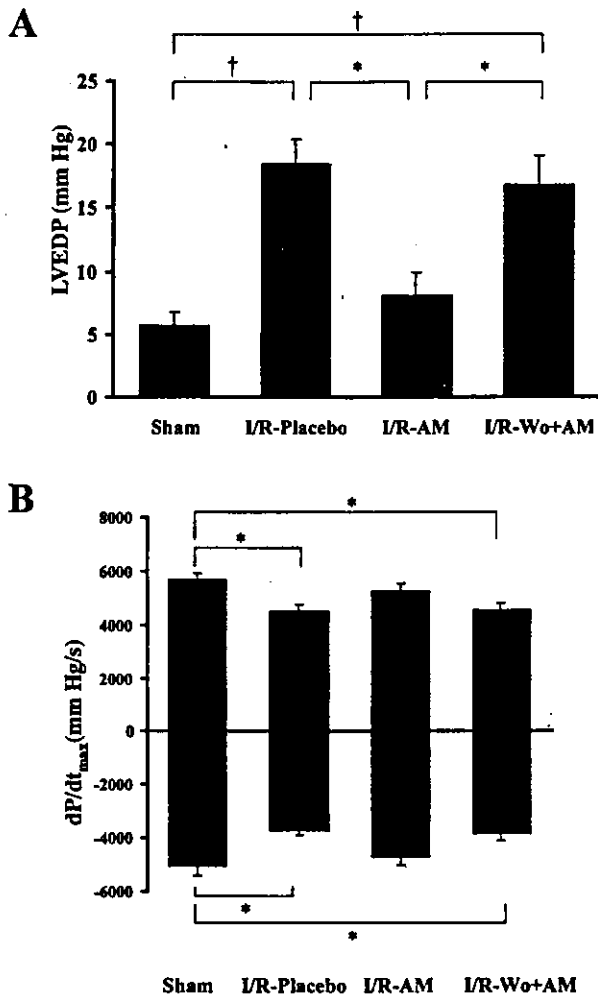 A
†
† * *
25
20
15
10
5
0
LVEDP (mm Hg)
Sham I/R-Placebo I/R-AM I/R-Wo+AM
B
*
*
8000
6000
4000
2000
0
-2000
-4000
-6000
dP/dtmax(mm Hg/s)
*
*
Sham I/R-Placebo I/R-AM I/R-Wo+AM